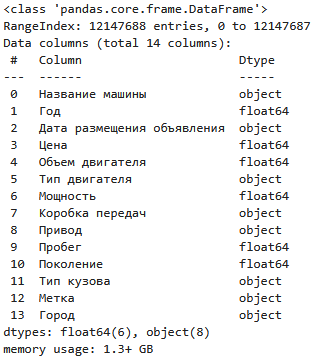 <class 'pandas.core.frame.DataFrame'>
RangeIndex: 12147688 entries, 0 to 12147687
Data columns (total 14 columns):
 #   Column                      Dtype
---  ------                      -----
 0   Название машины             object
 1   Год                         float64
 2   Дата размещения объявления  object
 3   Цена                        float64
 4   Объем двигателя             float64
 5   Тип двигателя               object
 6   Мощность                    float64
 7   Коробка передач             object
 8   Привод                      object
 9   Пробег                      float64
 10  Поколение                   float64
 11  Тип кузова                  object
 12  Метка                       object
 13  Город                       object
dtypes: float64(6), object(8)
memory usage: 1.3+ GB